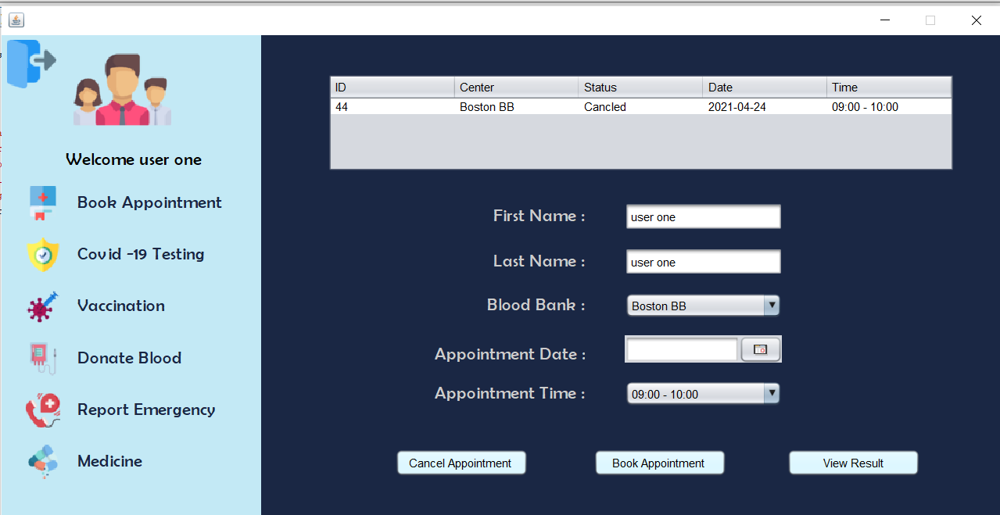 Welcome user one
Book Appointment
Covid -19 Testing
Vaccination
Donate Blood
Report Emergency
Medicine
ID Center Status Date Time
44 Boston BB Cancled 2021-04-24 09:00 - 10:00
First Name : user one
Last Name : user one
Blood Bank : Boston BB
Appointment Date :
Appointment Time : 09:00 - 10:00
Cancel Appointment Book Appointment View Result